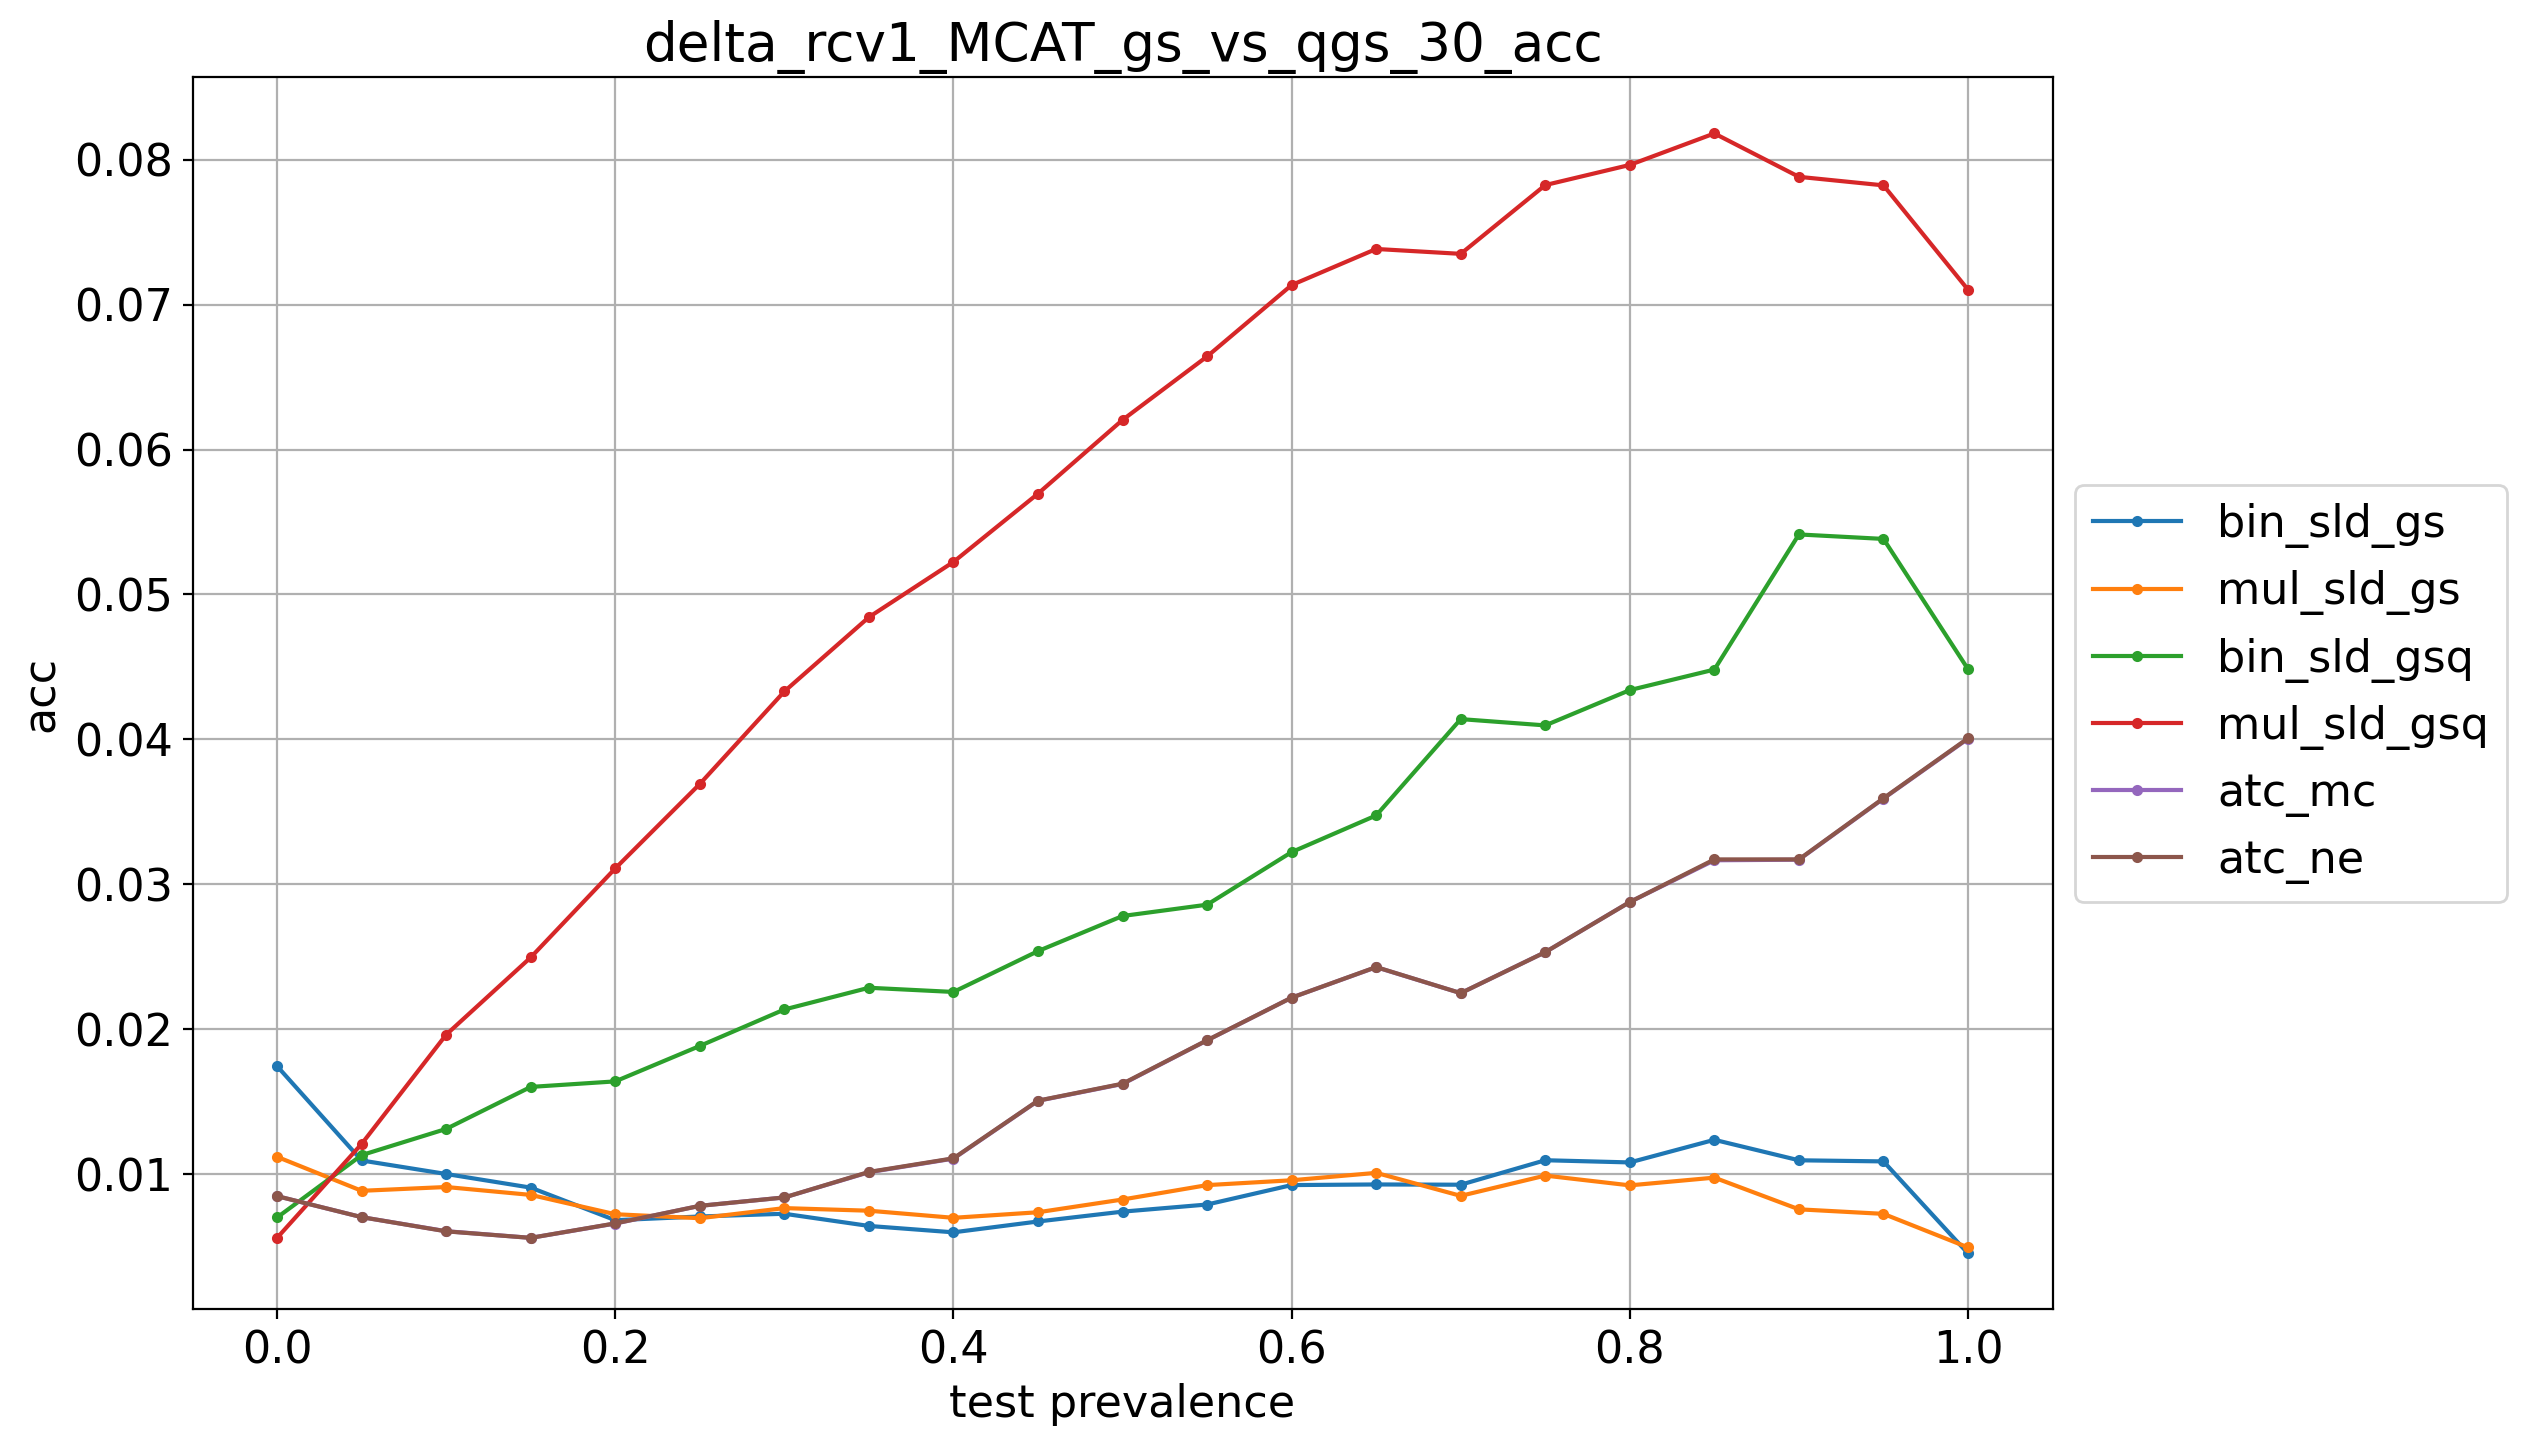 delta_rcv1_MCAT_gs_vs_qgs_30_acc
0.08
0.07
0.06
0.05
0.04
0.03
0.02
0.01
acc
0.0 0.2 0.4 0.6 0.8 1.0
test prevalence
bin_sld_gs
mul_sld_gs
bin_sld_gsq
mul_sld_gsq
atc_mc
atc_ne